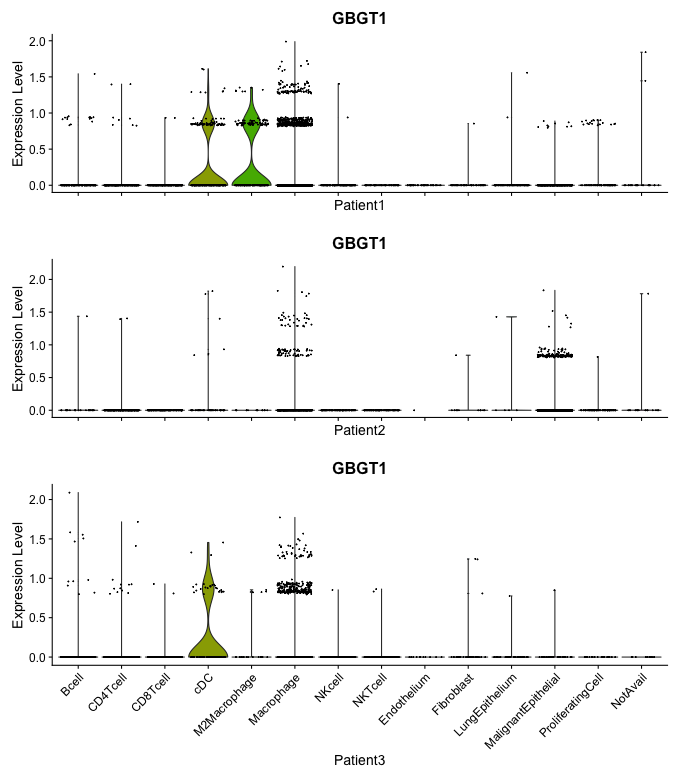 GBGT1
2.0
1.5
1.0
0.5
0.0
Expression Level
Patient1
GBGT1
2.0
1.5
1.0
0.5
0.0
Expression Level
Patient2
GBGT1
2.0
1.5
1.0
0.5
0.0
Expression Level
Bcell
CD4Tcell
CD8Tcell
cDC
M2Macrophage
Macrophage
NKcell
NKTcell
Endothelium
Fibroblast
LungEpithelium
MalignantEpithelial
ProliferatingCell
NotAvail
Patient3